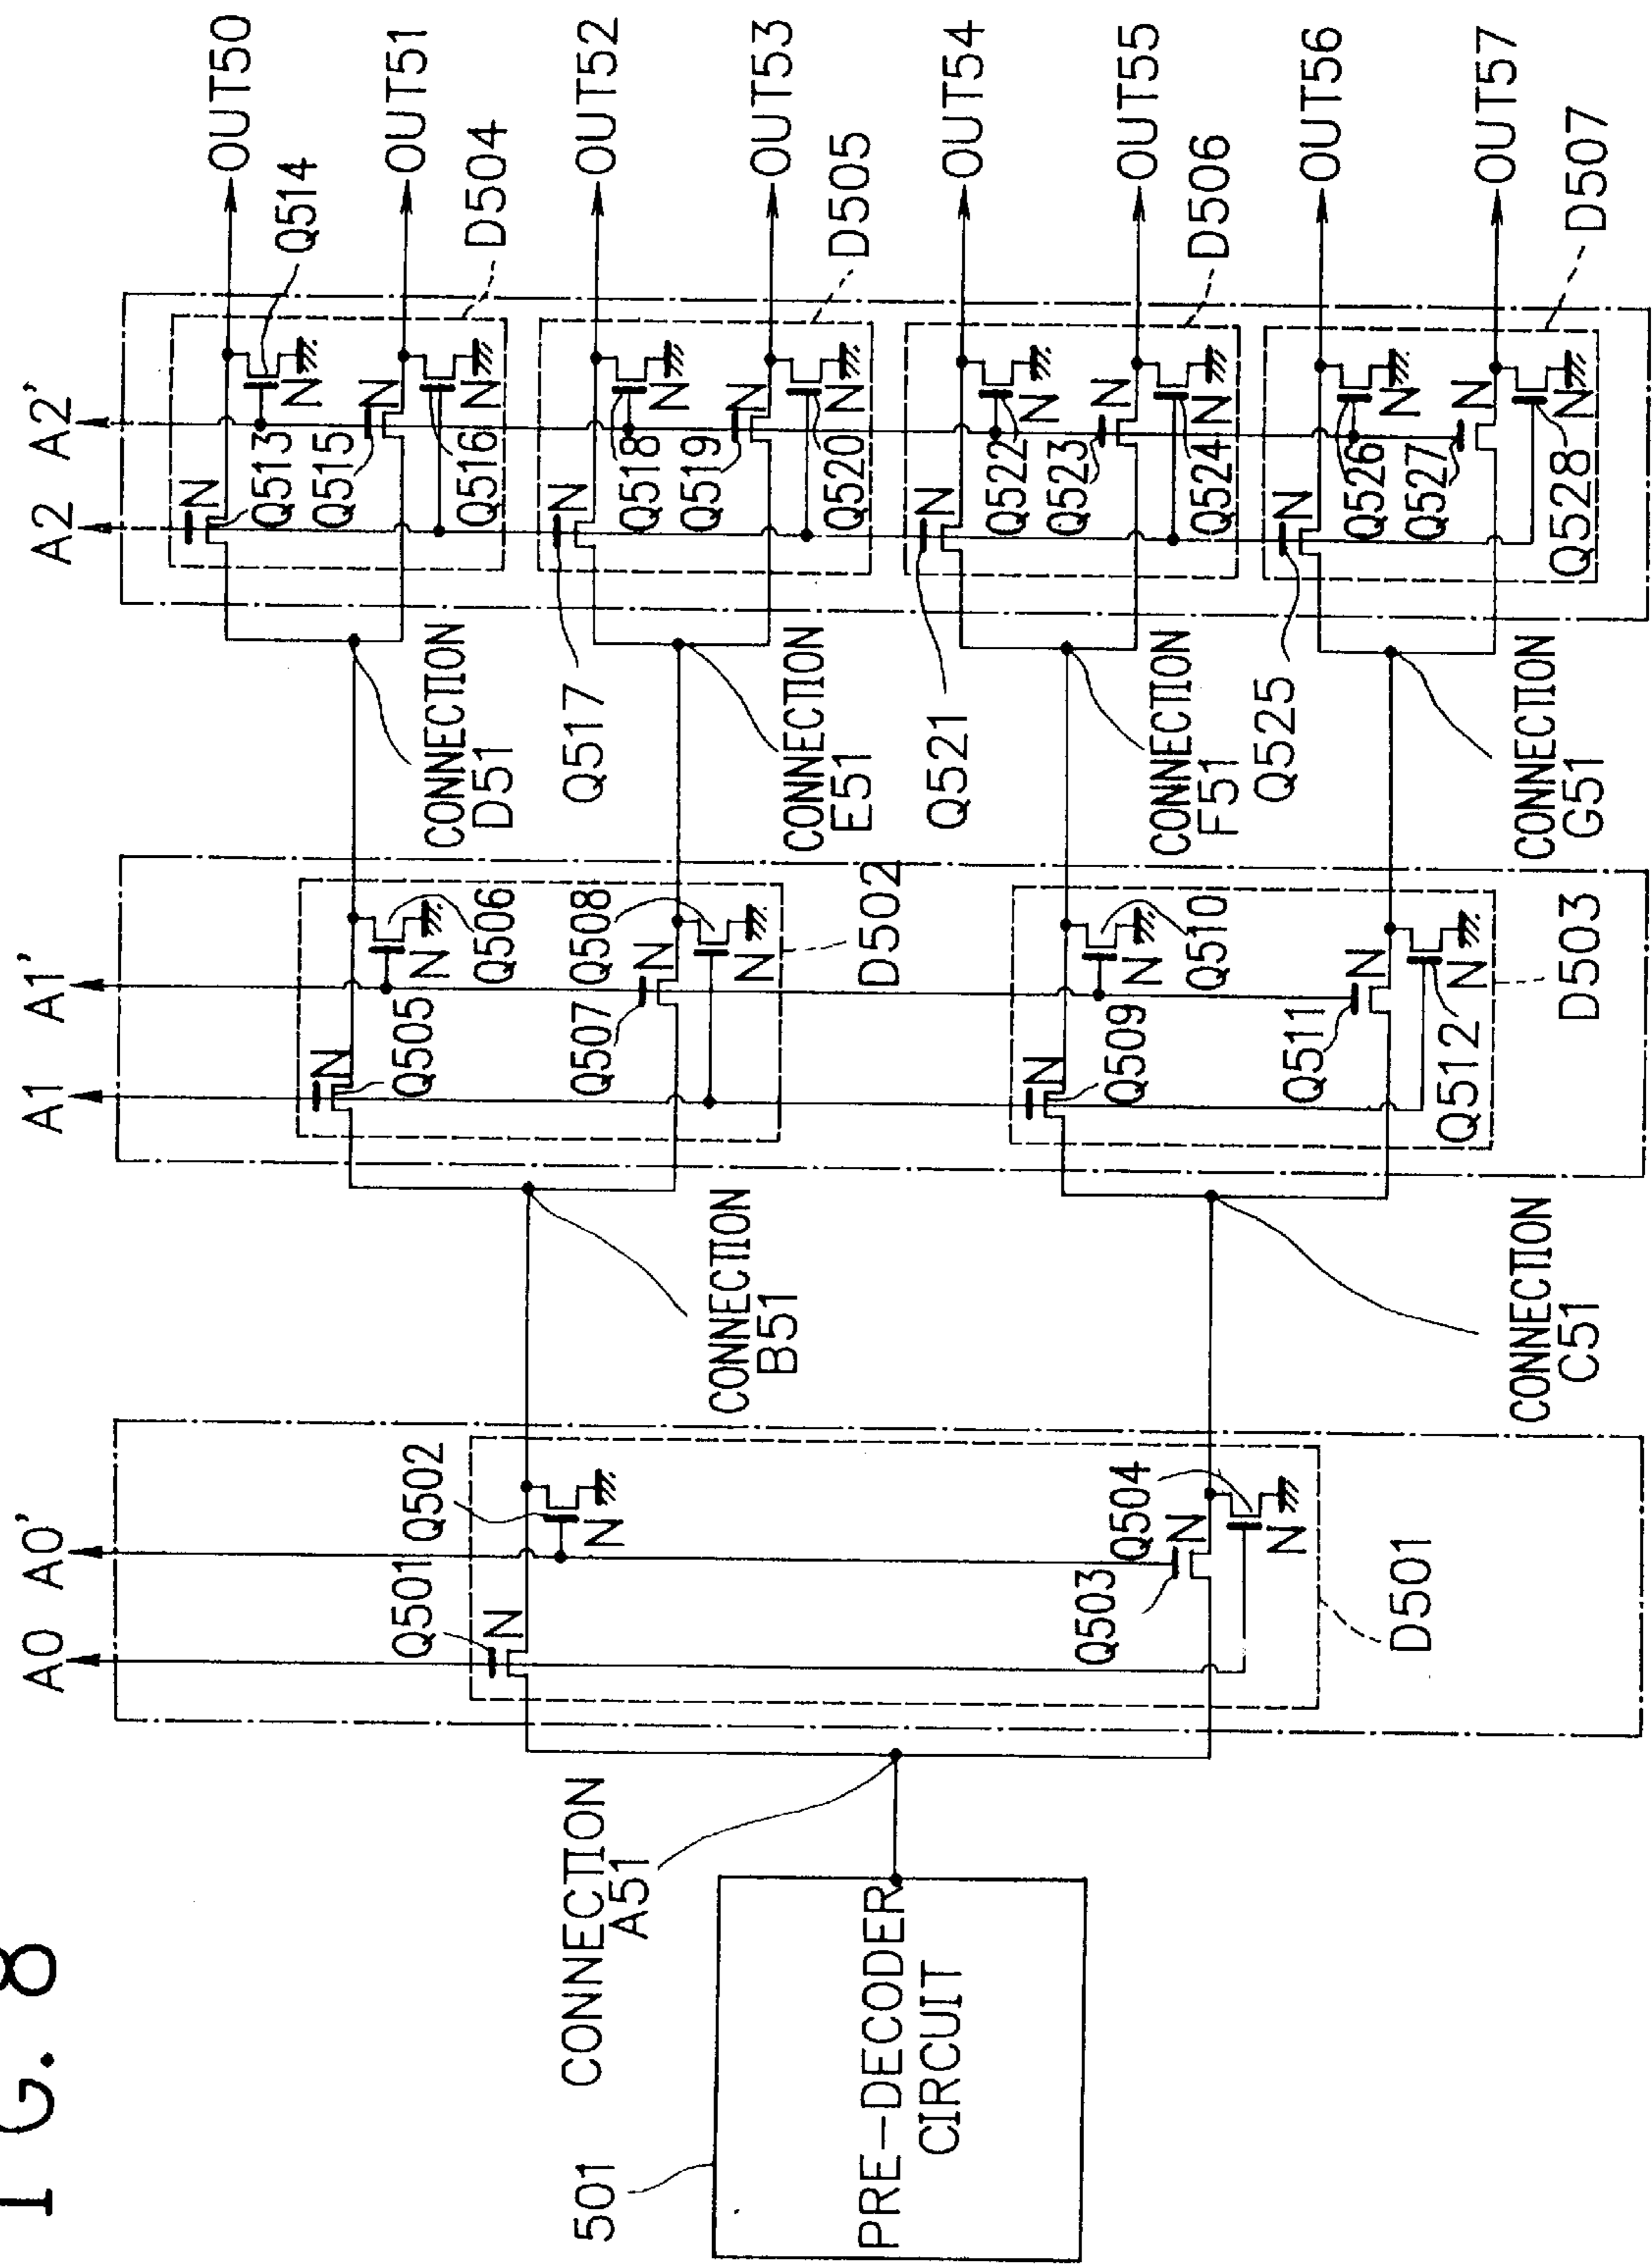 FIG. 8
501
PRE-DECODER
CIRCUIT
CONNECTION
A51
A0
A0'
Q501
N
Q502
N
Q503
N
Q504
N
D501
CONNECTION
B51
CONNECTION
C51
A1
A1'
N
Q505
N
Q506
Q507
N
Q508
N
D502
N
Q509
N
Q510
Q511
N
Q512
N
D503
CONNECTION
D51
Q517
CONNECTION
E51
Q521
CONNECTION
F51
Q525
CONNECTION
G51
A2
A2'
N
Q513
N
Q514
Q515
N
Q516
N
D504
N
Q518
N
Q519
N
Q520
N
D505
N
Q522
N
Q523
N
Q524
N
D506
N
Q526
N
Q527
N
Q528
N
D507
OUT50
OUT51
OUT52
OUT53
OUT54
OUT55
OUT56
OUT57